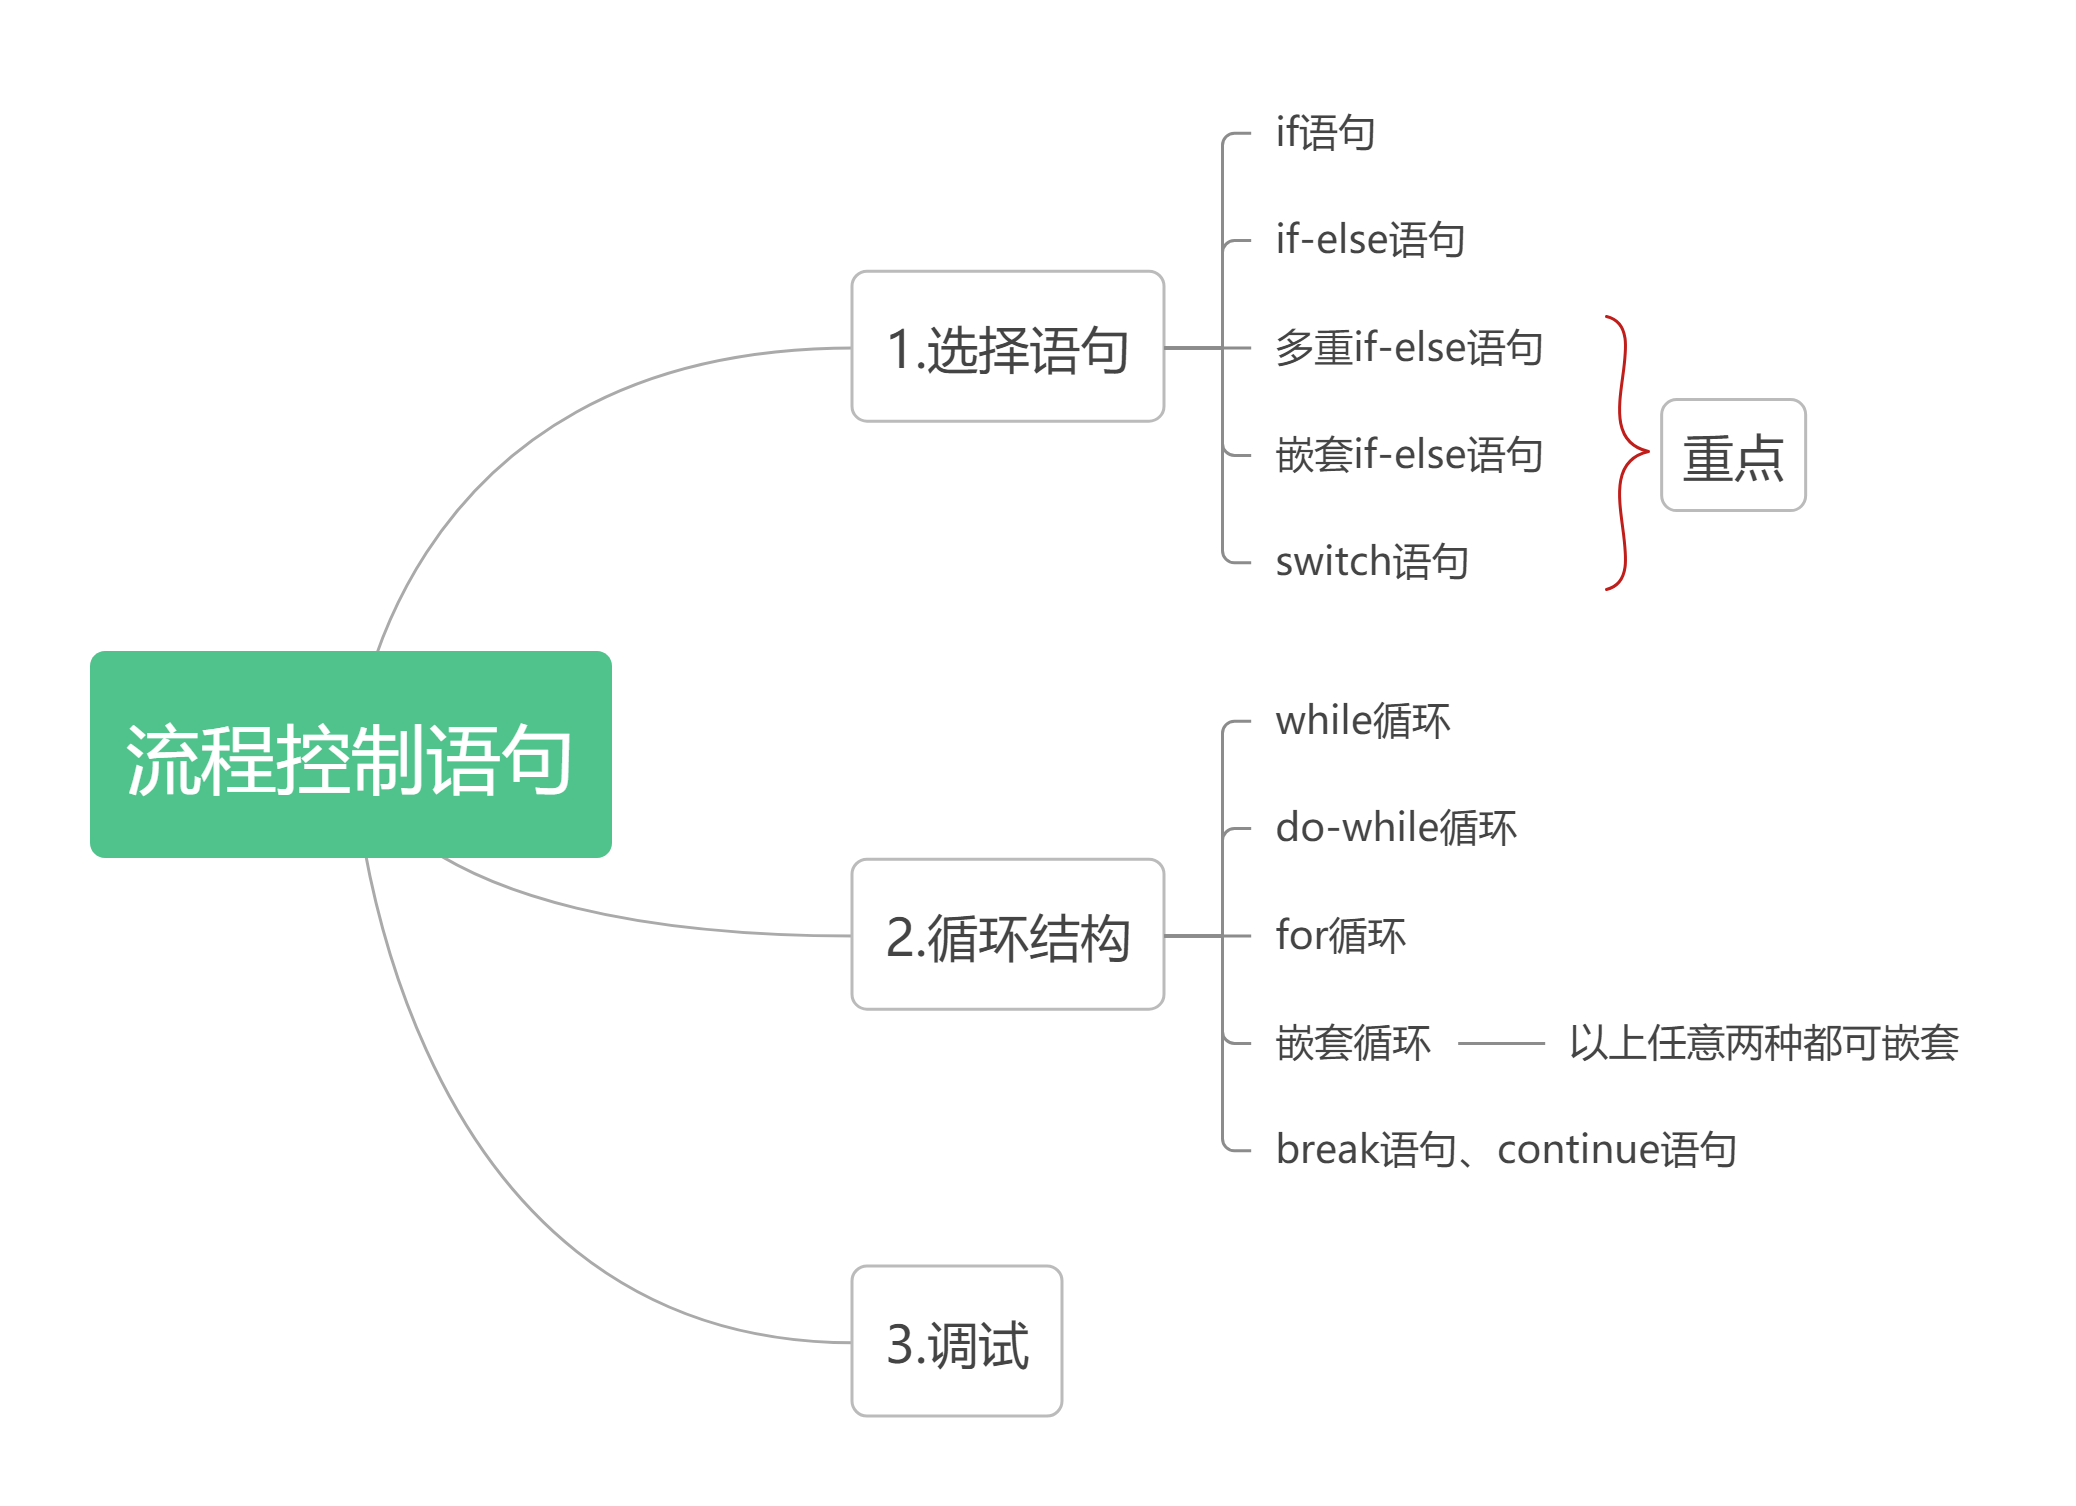 流程控制语句
1.选择语句
if语句
if-else语句
多重if-else语句
嵌套if-else语句
switch语句
重点
2.循环结构
while循环
do-while循环
for循环
嵌套循环
以上任意两种都可嵌套
break语句、continue语句
3.调试